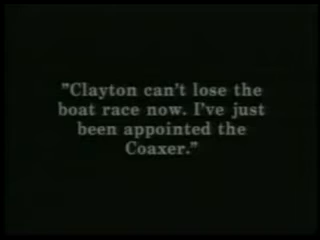 "Clayton can't lose the
boat race now. I've just
been appointed the
Coaxer."